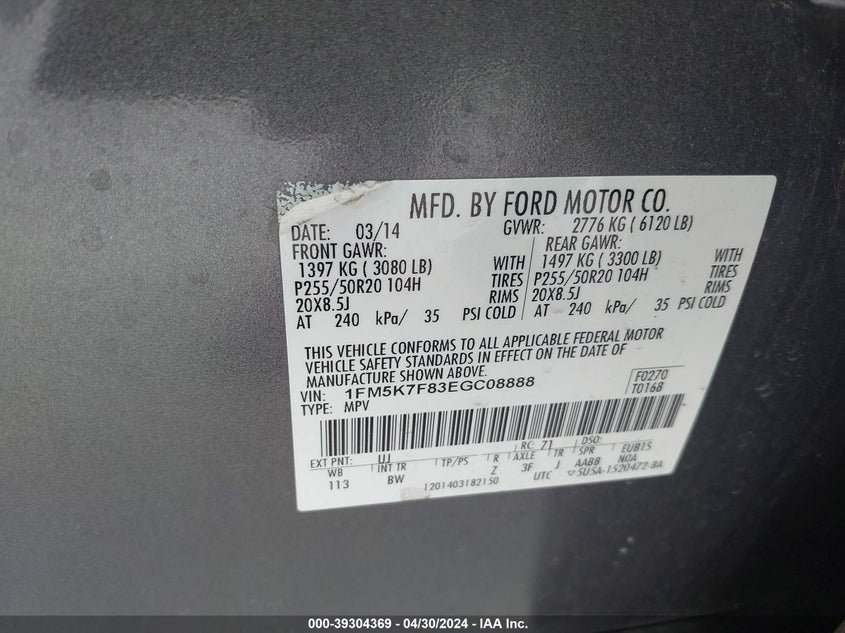 MFD. BY FORD MOTOR CO.
DATE: 03/14 GVWR: 2776 KG ( 6120 LB)
FRONT GAWR: REAR GAWR:
1397 KG ( 3080 LB) WITH 1497 KG ( 3300 LB) WITH
P255/50R20 104H TIRES P255/50R20 104H TIRES
20X8.5J RIMS 20X8.5J RIMS
AT 240 kPa/ 35 PSI COLD AT 240 kPa/ 35 PSI COLD
THIS VEHICLE CONFORMS TO ALL APPLICABLE FEDERAL MOTOR
VEHICLE SAFETY STANDARDS IN EFFECT ON THE DATE OF
MANUFACTURE SHOWN ABOVE.
VIN: 1FM5K7F83EGC08888 F0270
TYPE: MPV T0168
EXT PNT: UJ RC: 71 DSO:
WB INT TR TP/PS R AXLE TR SPR EUB15
113 BW Z 3F J AABB NOA
1201403182150 UTC 5U5A-1520472-BA
000-39304369 - 04/30/2024 - IAA Inc.